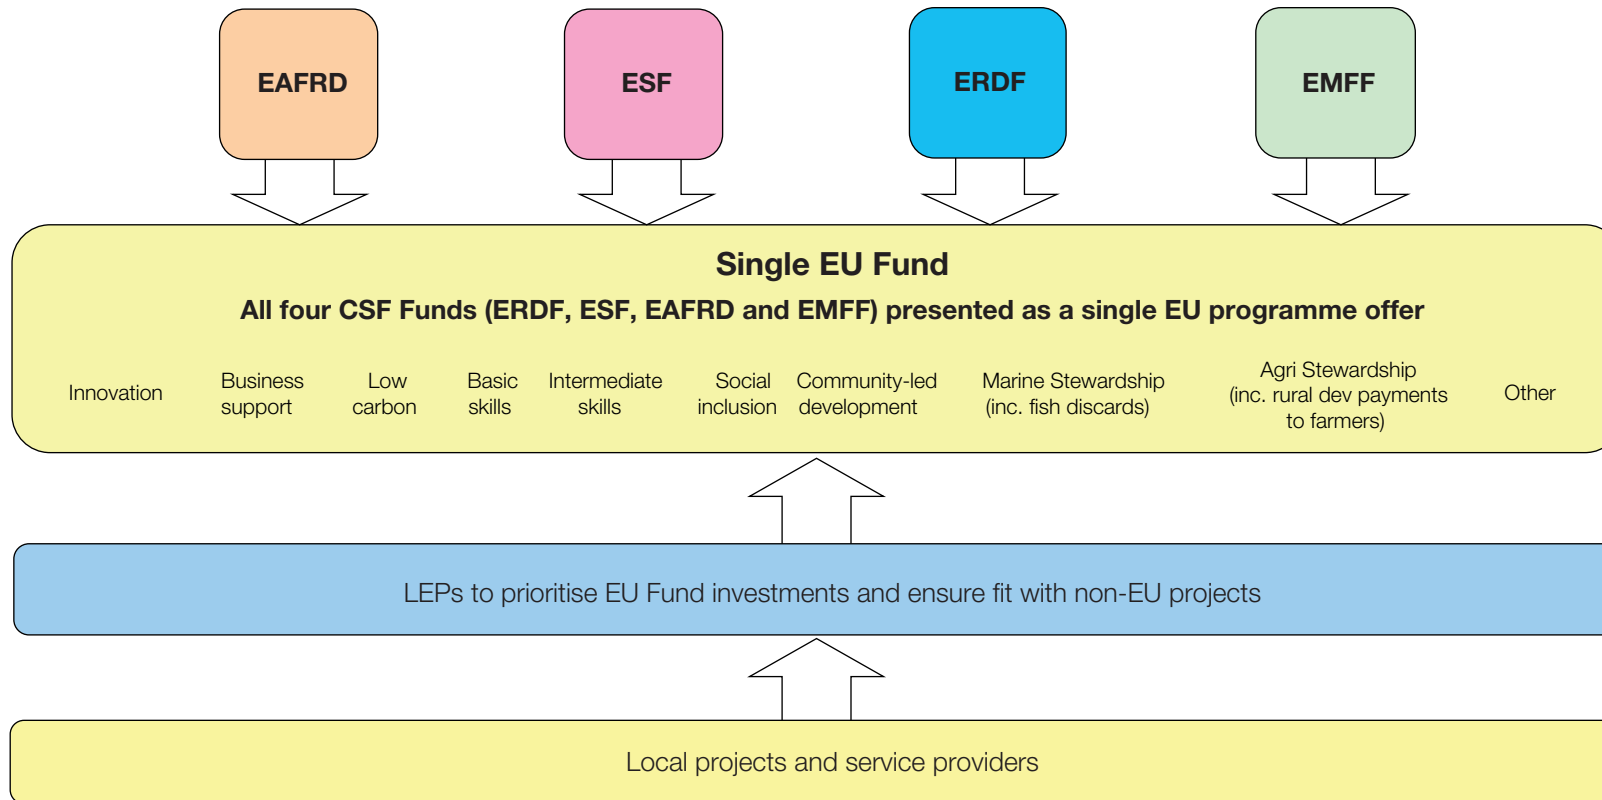 EAFRD
ESF
ERDF
EMFF
Single EU Fund
All four CSF Funds (ERDF, ESF, EAFRD and EMFF) presented as a single EU programme offer
Innovation
Business
support
Low
carbon
Basic
skills
Intermediate
skills
Social
inclusion
Community-led
development
Marine Stewardship
(inc. fish discards)
Agri Stewardship
(inc. rural dev payments
to farmers)
Other
LEPs to prioritise EU Fund investments and ensure fit with non-EU projects
Local projects and service providers